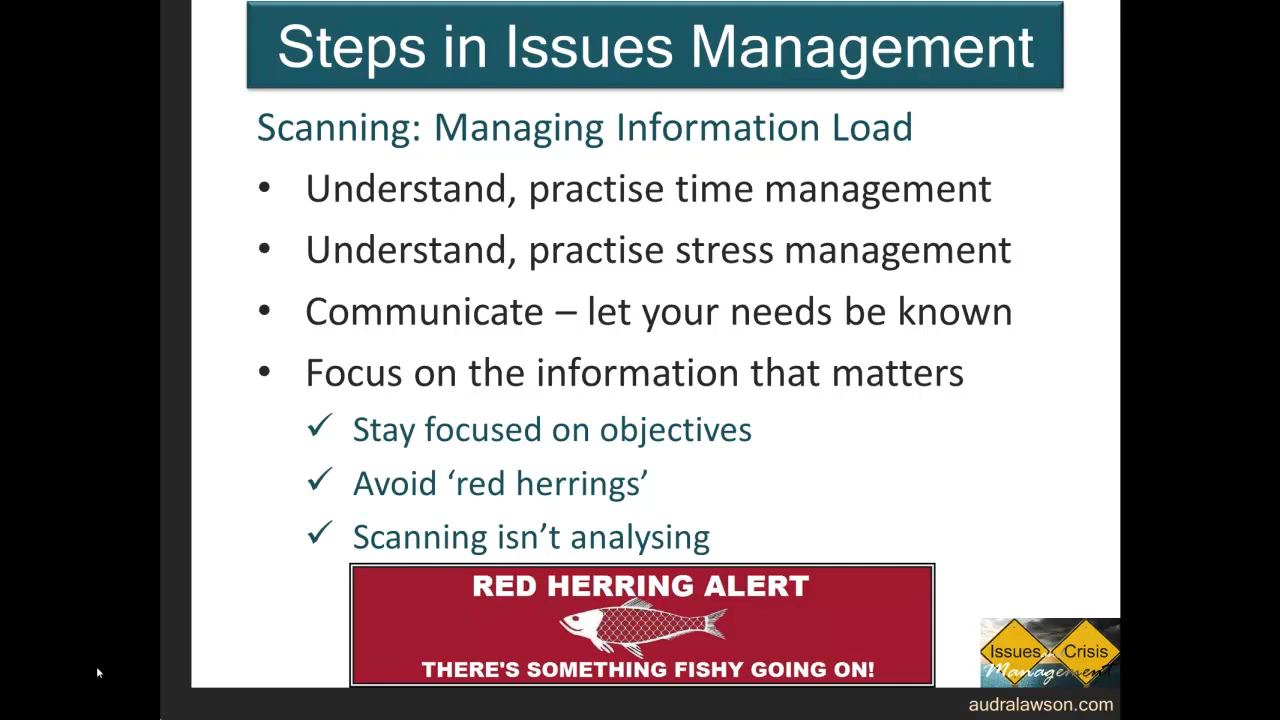 Steps in Issues Management
Scanning: Managing Information Load
• Understand, practise time management
• Understand, practise stress management
• Communicate – let your needs be known
• Focus on the information that matters
✓ Stay focused on objectives
✓ Avoid ‘red herrings’
✓ Scanning isn’t analysing
RED HERRING ALERT
THERE'S SOMETHING FISHY GOING ON!
Issues Crisis
Management
audralawson.com